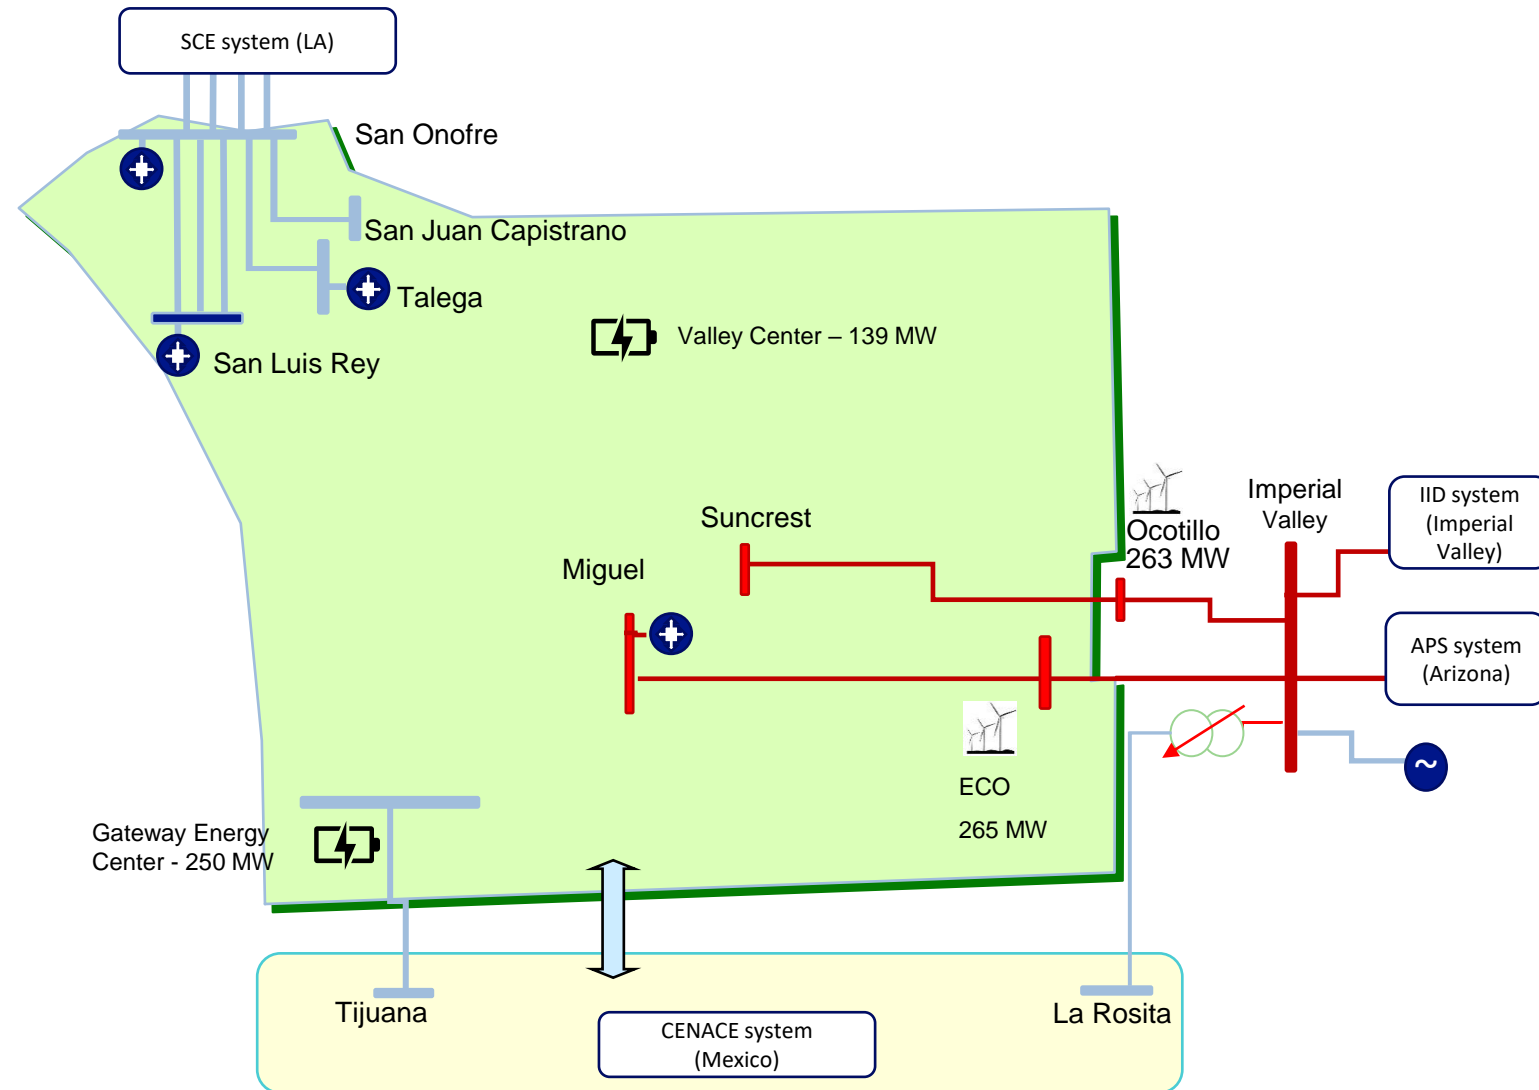 SCE system (LA)
San Onofre
San Juan Capistrano
Talega
Valley Center – 139 MW
San Luis Rey
Suncrest
Miguel
Ocotillo
263 MW
Imperial
Valley
IID system
(Imperial
Valley)
APS system
(Arizona)
~
ECO
265 MW
Gateway Energy
Center - 250 MW
Tijuana
CENACE system
(Mexico)
La Rosita